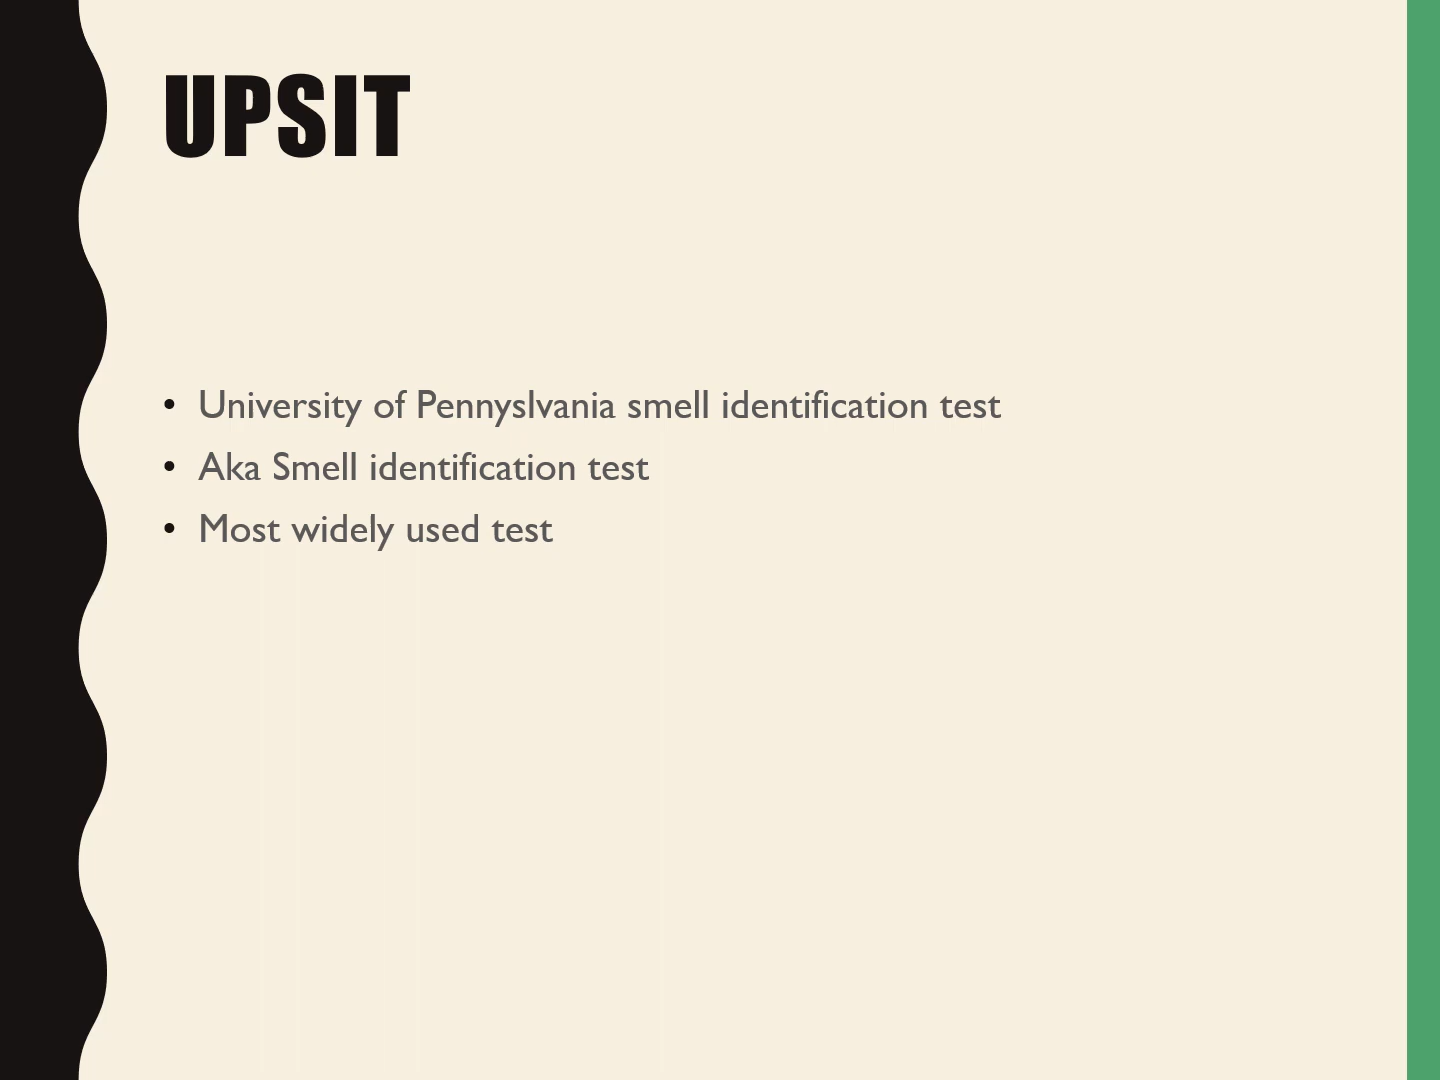 UPSIT
• University of Pennyslvania smell identification test
• Aka Smell identification test
• Most widely used test